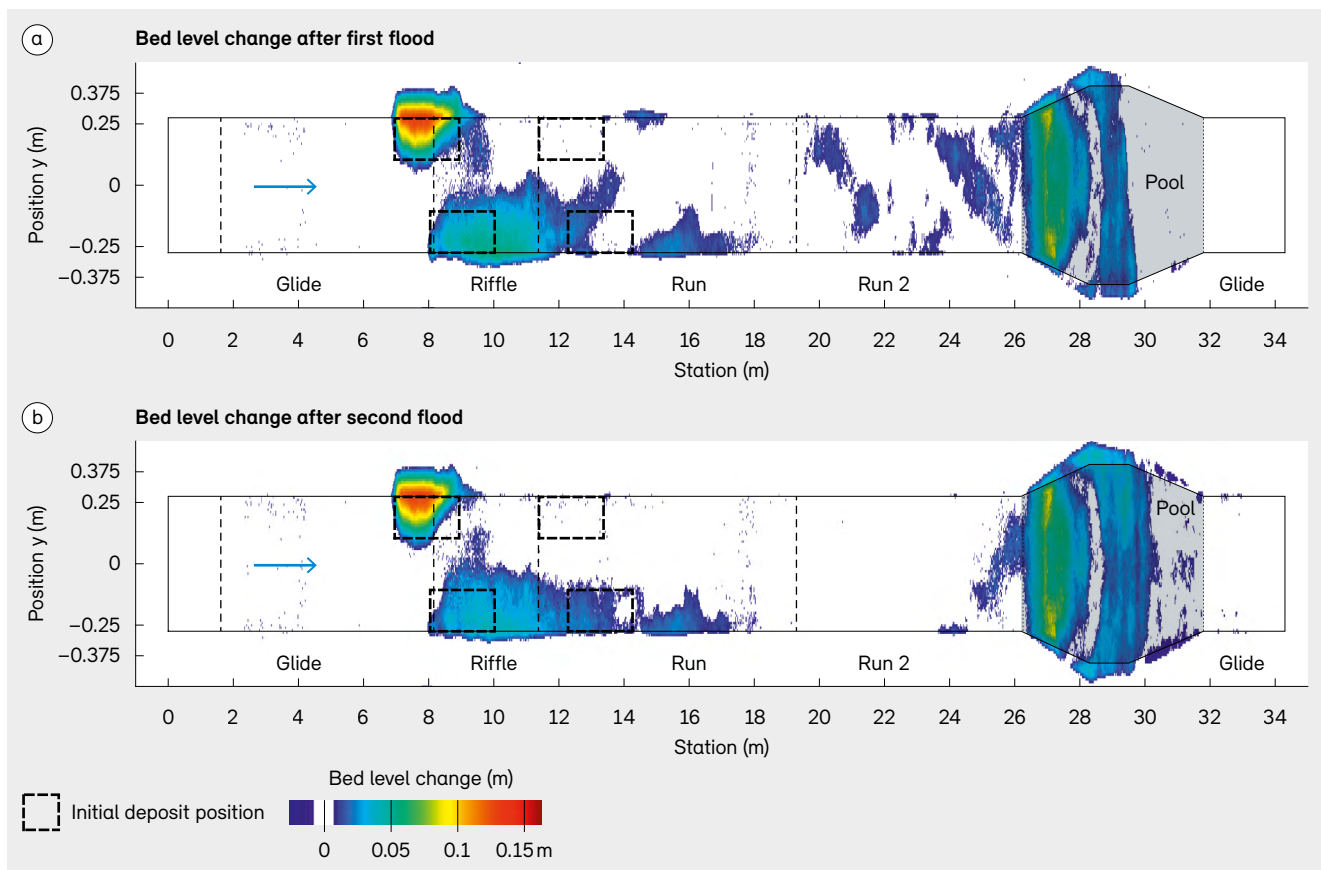 a
Bed level change after first flood
Position y (m)
0.375
0.25
0
−0.25
−0.375
Pool
Glide Riffle Run Run 2 Glide
0 2 4 6 8 10 12 14 16 18 20 22 24 26 28 30 32 34
Station (m)
b
Bed level change after second flood
Position y (m)
0.375
0.25
0
−0.25
−0.375
Pool
Glide Riffle Run Run 2 Glide
0 2 4 6 8 10 12 14 16 18 20 22 24 26 28 30 32 34
Station (m)
Bed level change (m)
Initial deposit position
0 0.05 0.1 0.15 m